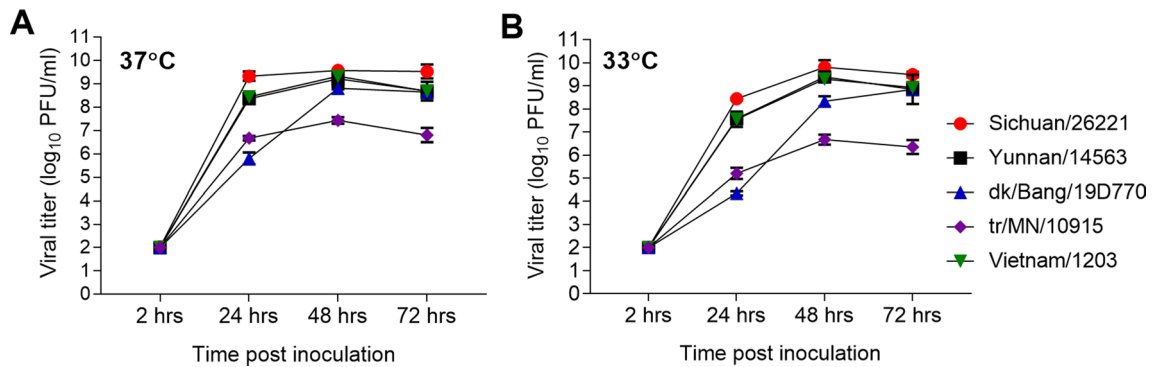 A
37°C
Viral titer (log10 PFU/ml)
11
10
9
8
7
6
5
4
3
2
1
0
2 hrs 24 hrs 48 hrs 72 hrs
Time post inoculation
B
33°C
Viral titer (log10 PFU/ml)
11
10
9
8
7
6
5
4
3
2
1
0
2 hrs 24 hrs 48 hrs 72 hrs
Time post inoculation
Sichuan/26221
Yunnan/14563
dk/Bang/19D770
tr/MN/10915
Vietnam/1203